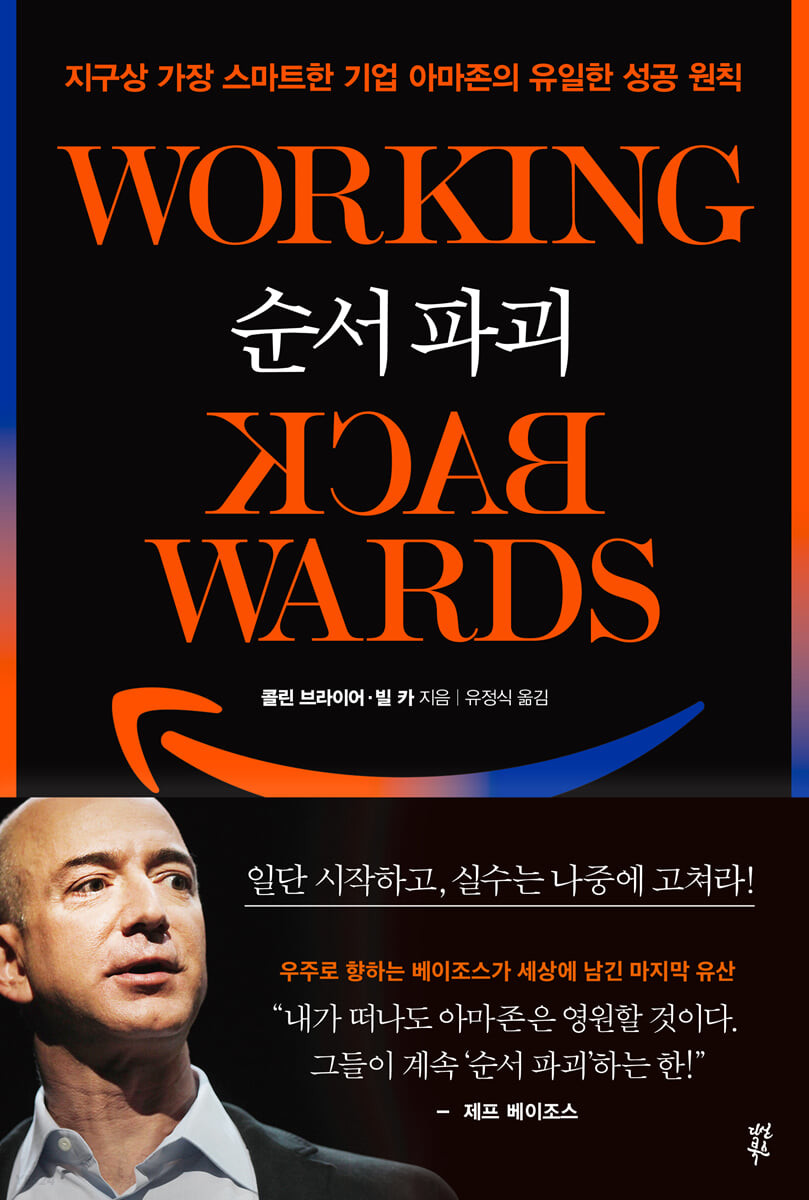 지구상 가장 스마트한 기업 아마존의 유일한 성공 원칙
WORKING
순서 파괴
BACK
WARDS
콜린 브라이어·빌 카 지음 | 유정식 옮김
일단 시작하고, 실수는 나중에 고쳐라!
우주로 향하는 베이조스가 세상에 남긴 마지막 유산
“내가 떠나도 아마존은 영원할 것이다.
그들이 계속 ‘순서 파괴’하는 한!”
– 제프 베이조스
다산
북스